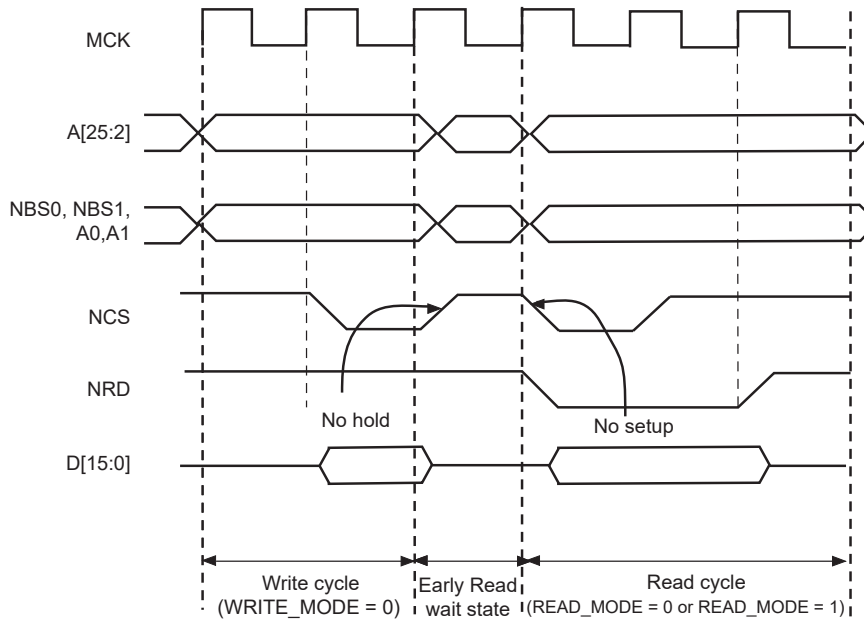 MCK
A[25:2]
NBS0, NBS1,
A0,A1
NCS
NRD
No hold
No setup
D[15:0]
Write cycle
(WRITE_MODE = 0)
Early Read
wait state
Read cycle
(READ_MODE = 0 or READ_MODE = 1)